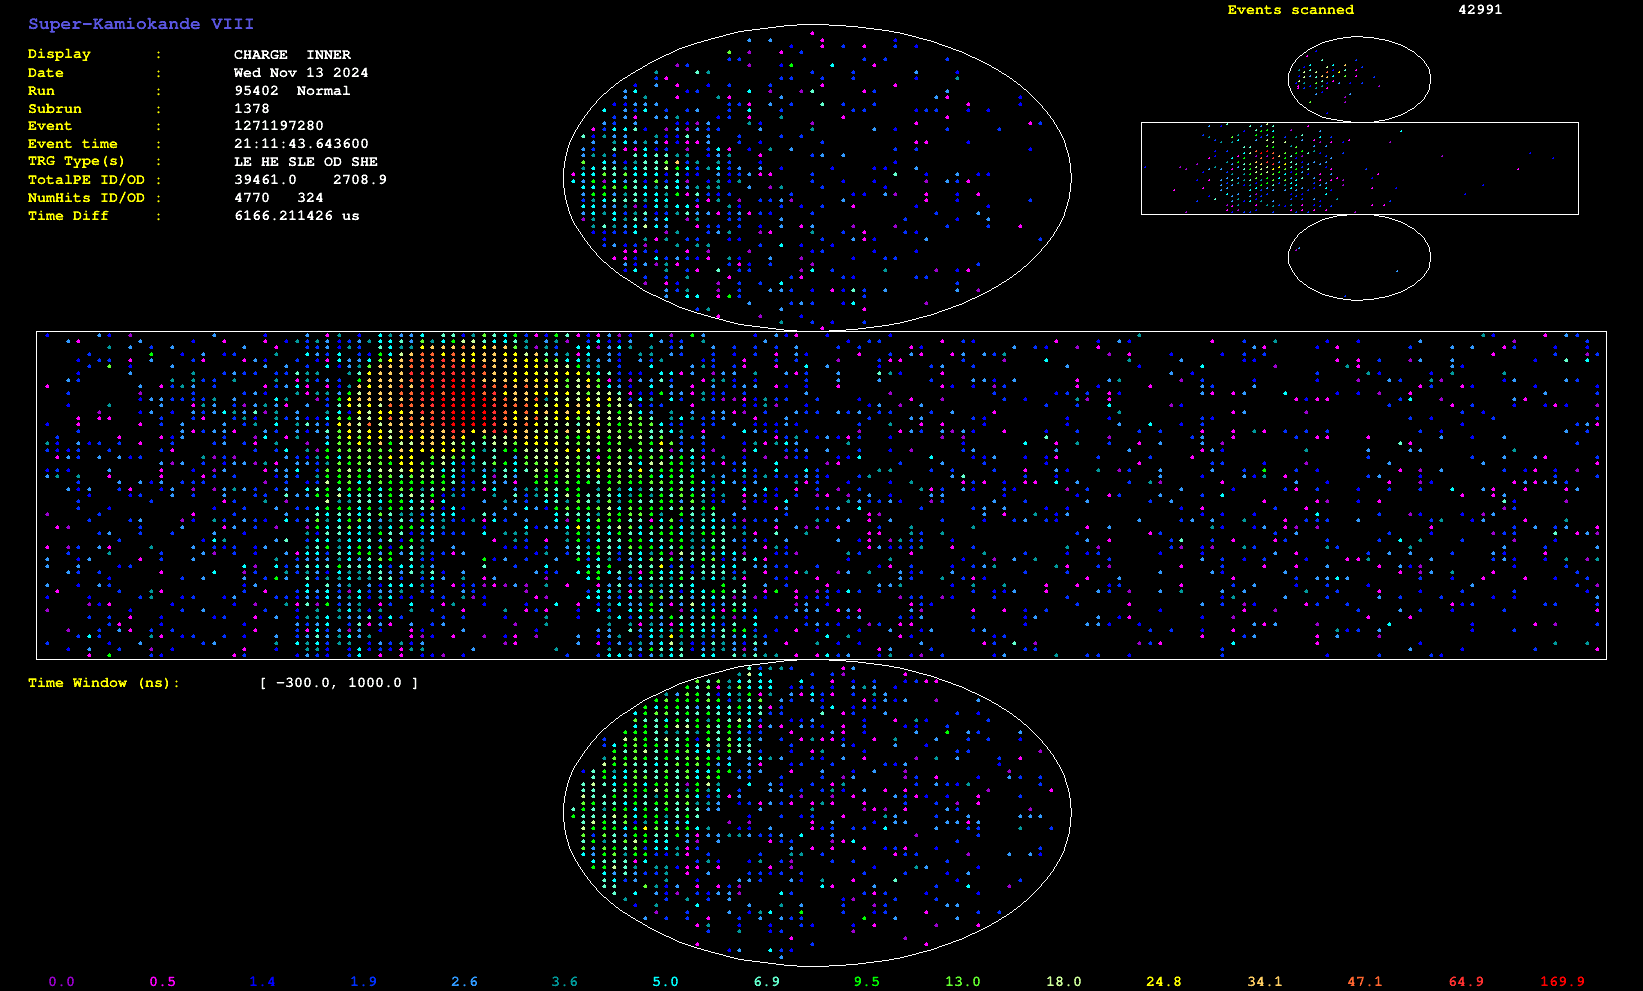 Super-Kamiokande VIII
Events scanned 42991
Display : CHARGE INNER
Date : Wed Nov 13 2024
Run : 95402 Normal
Subrun : 1378
Event : 1271197280
Event time : 21:11:43.643600
TRG Type(s) : LE HE SLE OD SHE
TotalPE ID/OD : 39461.0 2708.9
NumHits ID/OD : 4770 324
Time Diff : 6166.211426 us
Time Window (ns): [ -300.0, 1000.0 ]
0.0 0.5 1.4 1.9 2.6 3.6 5.0 6.9 9.5 13.0 18.0 24.8 34.1 47.1 64.9 169.9